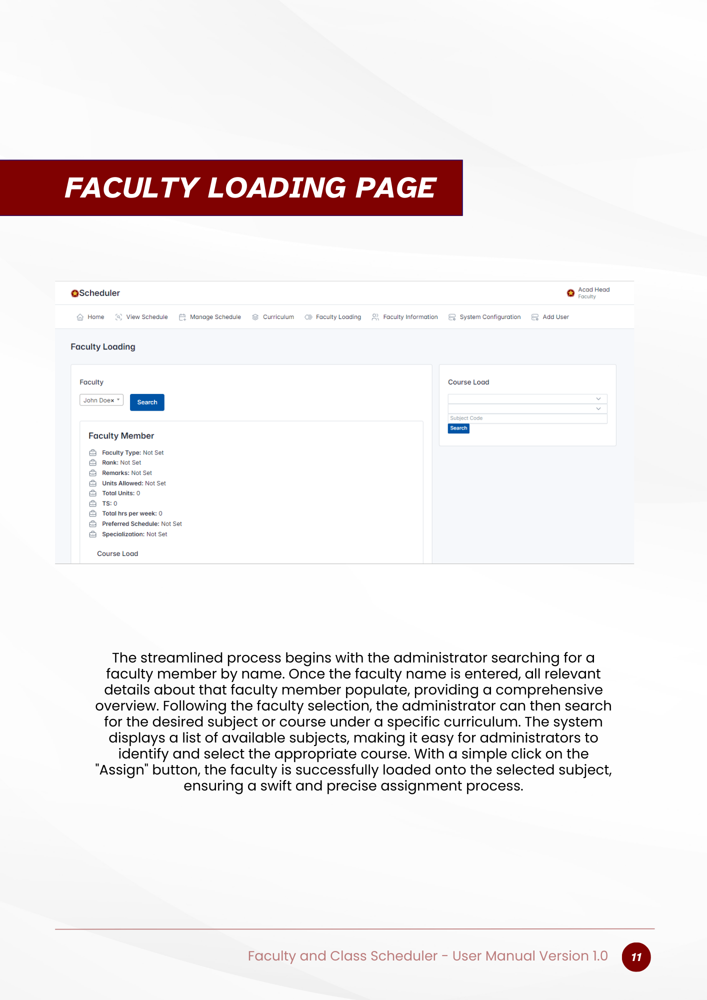 FACULTY LOADING PAGE
Scheduler
Acad Head
Faculty
Home View Schedule Manage Schedule Curriculum Faculty Loading Faculty Information System Configuration Add User
Faculty Loading
Faculty
John Doe× Search
Faculty Member
Faculty Type: Not Set
Rank: Not Set
Remarks: Not Set
Units Allowed: Not Set
Total Units: 0
TS: 0
Total hrs per week: 0
Preferred Schedule: Not Set
Specialization: Not Set
Course Load
Course Load
Subject Code
Search
The streamlined process begins with the administrator searching for a
faculty member by name. Once the faculty name is entered, all relevant
details about that faculty member populate, providing a comprehensive
overview. Following the faculty selection, the administrator can then search
for the desired subject or course under a specific curriculum. The system
displays a list of available subjects, making it easy for administrators to
identify and select the appropriate course. With a simple click on the
"Assign" button, the faculty is successfully loaded onto the selected subject,
ensuring a swift and precise assignment process.
Faculty and Class Scheduler - User Manual Version 1.0 11